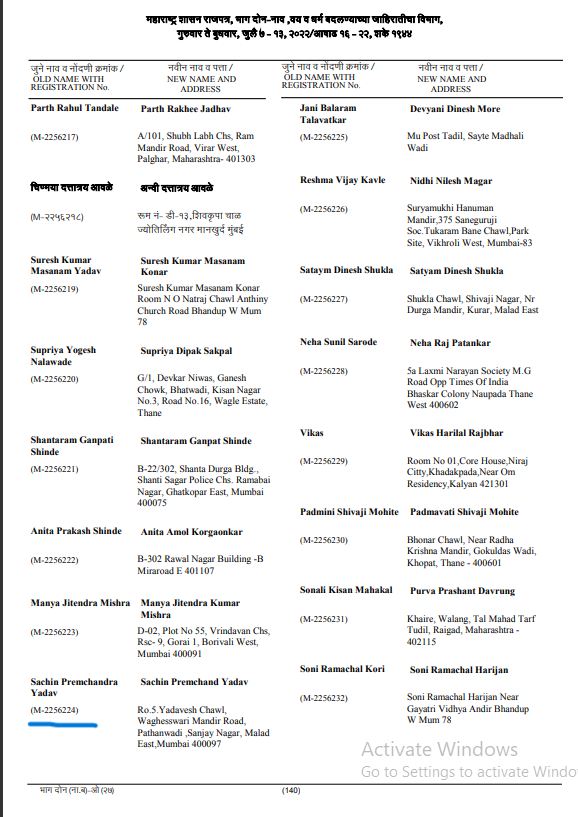 महाराष्ट्र शासन राजपत्र, भाग दोन–नाव ,वय व धर्म बदलण्याच्या जाहिरातीचा विभाग,
गुरुवार ते बुधवार, जुलै ७ – १३, २०२२/आषाढ १६ – २२, शके १९४४
जुने नाव व नोंदणी क्रमांक /
OLD NAME WITH
REGISTRATION No.
नवीन नाव व पत्ता /
NEW NAME AND
ADDRESS
Parth Rahul Tandale
Parth Rakhee Jadhav
(M-2256217)
A/101, Shubh Labh Chs, Ram
Mandir Road, Virar West,
Palghar, Maharashtra- 401303
चिण्मया दत्तात्रय आवळे
अन्वी दात्तात्रय आवळे
(M-२२५६२१८)
रूम नं- डी-१३,शिवकृपा चाळ
ज्योतिर्लिंग नगर मानखुर्द मुंबई
Suresh Kumar
Masanam Yadav
Suresh Kumar Masanam
Konar
(M-2256219)
Suresh Kumar Masanam Konar
Room N O Natraj Chawl Anthiny
Church Road Bhandup W Mum
78
Supriya Yogesh
Nalawade
Supriya Dipak Sakpal
(M-2256220)
G/1, Devkar Niwas, Ganesh
Chowk, Bhatwadi, Kisan Nagar
No.3, Road No.16, Wagle Estate,
Thane
Shantaram Ganpati
Shinde
Shantaram Ganpat Shinde
(M-2256221)
B-22/302, Shanta Durga Bldg.,
Shanti Sagar Police Chs. Ramabai
Nagar, Ghatkopar East, Mumbai
400075
Anita Prakash Shinde
Anita Amol Korgaonkar
(M-2256222)
B-302 Rawal Nagar Building -B
Miraroad E 401107
Manya Jitendra Mishra
Manya Jitendra Kumar
Mishra
(M-2256223)
D-02, Plot No 55, Vrindavan Chs,
Rsc- 9, Gorai 1, Borivali West,
Mumbai 400091
Sachin Premchandra
Yadav
Sachin Premchand Yadav
(M-2256224)
Ro.5.Yadavesh Chawl,
Waghesswari Mandir Road,
Pathanwadi ,Sanjay Nagar, Malad
East,Mumbai 400097
जुने नाव व नोंदणी क्रमांक /
OLD NAME WITH
REGISTRATION No.
नवीन नाव व पत्ता /
NEW NAME AND
ADDRESS
Jani Balaram
Talavatkar
Devyani Dinesh More
(M-2256225)
Mu Post Tadil, Sayte Madhali
Wadi
Reshma Vijay Kavle
Nidhi Nilesh Magar
(M-2256226)
Suryamukhi Hanuman
Mandir,375 Saneguruji
Soc.Tukaram Bane Chawl,Park
Site, Vikhroli West, Mumbai-83
Sataym Dinesh Shukla
Satyam Dinesh Shukla
(M-2256227)
Shukla Chawl, Shivaji Nagar, Nr
Durga Mandir, Kurar, Malad East
Neha Sunil Sarode
Neha Raj Patankar
(M-2256228)
5a Laxmi Narayan Society M.G
Road Opp Times Of India
Bhaskar Colony Naupada Thane
West 400602
Vikas
Vikas Harilal Rajbhar
(M-2256229)
Room No 01,Core House,Niraj
Citty,Khadakpada,Near Om
Residency,Kalyan 421301
Padmini Shivaji Mohite
Padmavati Shivaji Mohite
(M-2256230)
Bhonar Chawl, Near Radha
Krishna Mandir, Gokuldas Wadi,
Khopat, Thane - 400601
Sonali Kisan Mahakal
Purva Prashant Davrung
(M-2256231)
Khaire, Walang, Tal Mahad Tarf
Tudil, Raigad, Maharashtra -
402115
Soni Ramachal Kori
Soni Ramachal Harijan
(M-2256232)
Soni Ramachal Harijan Near
Gayatri Vidhya Andir Bhandup
W Mum 78
Activate Windows
Go to Settings to activate Windo
भाग दोन (ना.ब)–ओ (२७)
(140)